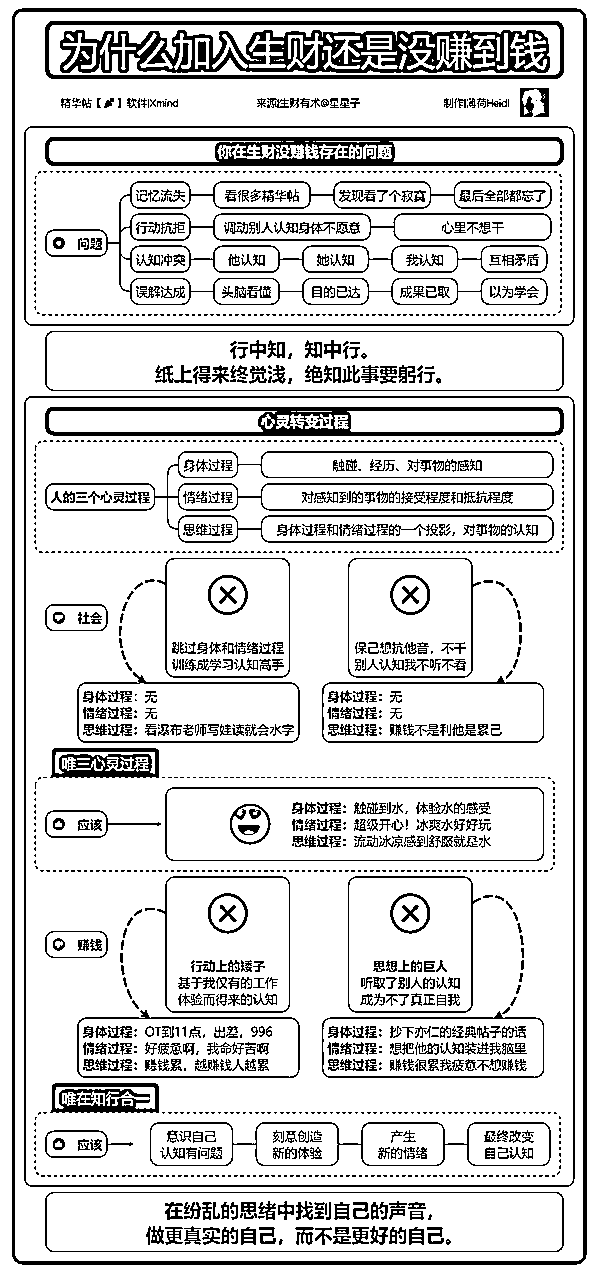 为什么加入生财还是没赚到钱
精华帖【🚀】软件|Xmind 来源|生财有术@星星子 制作|薄荷Heidi
你在生财没赚钱存在的问题
问题
记忆流失 看很多精华帖 发现看了个寂寞 最后全部都忘了
行动抗拒 调动别人认知身体不愿意 心里不想干
认知冲突 他认知 她认知 我认知 互相矛盾
误解达成 头脑看懂 目的已达 成果已取 以为学会
行中知，知中行。
纸上得来终觉浅，绝知此事要躬行。
心灵转变过程
人的三个心灵过程
身体过程 触碰、经历、对事物的感知
情绪过程 对感知到的事物的接受程度和抵抗程度
思维过程 身体过程和情绪过程的一个投影，对事物的认知
社会
跳过身体和情绪过程
训练成学习认知高手
保己想抗他音，不干
别人认知我不听不看
身体过程：无
情绪过程：无
思维过程：看瀑布老师写娃读就会水字
身体过程：无
情绪过程：无
思维过程：赚钱不是利他是累己
唯三心灵过程
应该
身体过程：触碰到水，体验水的感受
情绪过程：超级开心！冰爽水好好玩
思维过程：流动冰凉感到舒服就是水
赚钱
行动上的矮子
基于我仅有的工作
体验而得来的认知
思想上的巨人
听取了别人的认知
成为不了真正自我
身体过程：OT到11点，出差，996
情绪过程：好疲惫啊，我命好苦啊
思维过程：赚钱累，越赚钱人越累
身体过程：抄下亦仁的经典帖子的话
情绪过程：想把他的认知装进我脑里
思维过程：赚钱很累我疲惫不想赚钱
唯在知行合一
应该
意识自己
认知有问题
刻意创造
新的体验
产生
新的情绪
最终改变
自己认知
在纷乱的思绪中找到自己的声音，
做更真实的自己，而不是更好的自己。